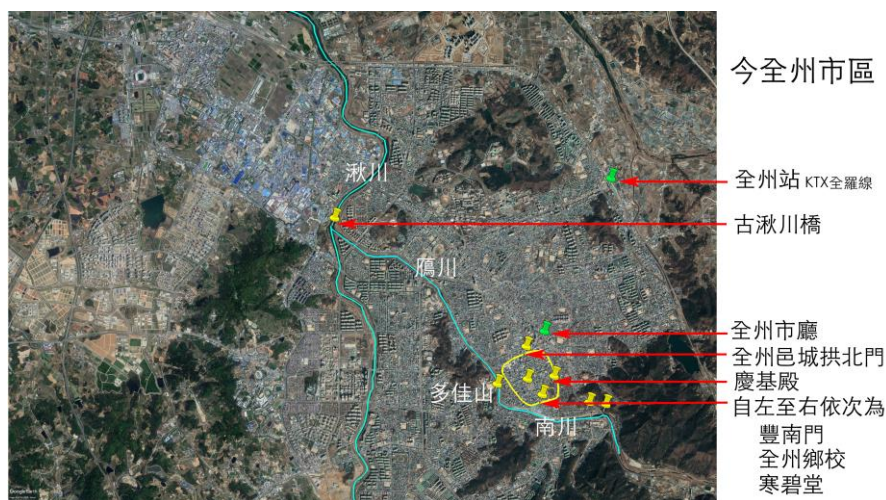 今全州市區
湫川
全州站 KTX全羅線
古湫川橋
鴈川
全州市廳
全州邑城拱北門
慶基殿
多佳山
自左至右依次為
南川
豐南門
全州鄉校
寒碧堂
Google Earth